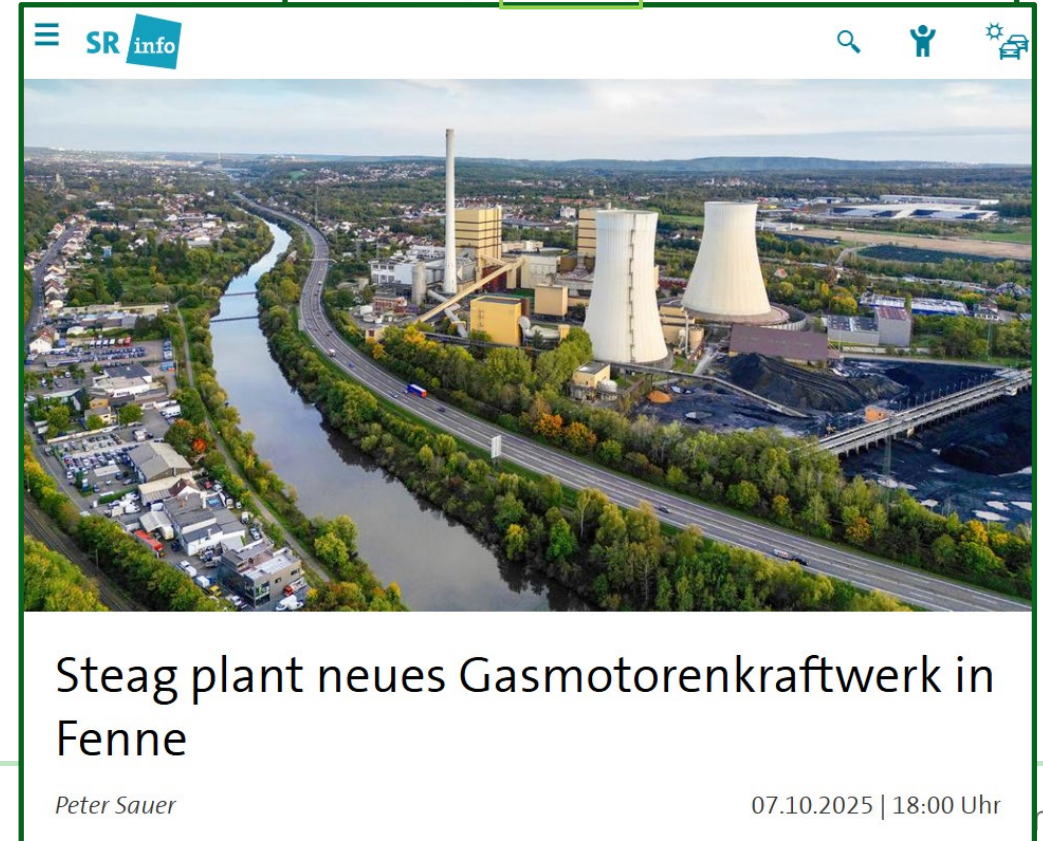 SR info
Steag plant neues Gasmotorenkraftwerk in
Fenne
Peter Sauer
07.10.2025 | 18:00 Uhr